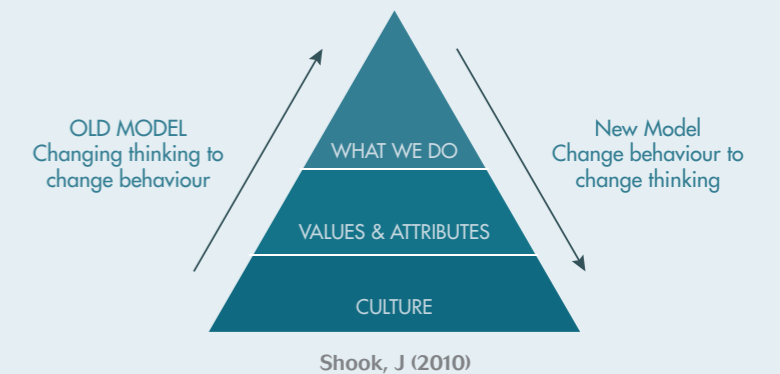 OLD MODEL
Changing thinking to
change behaviour
WHAT WE DO
VALUES & ATTRIBUTES
CULTURE
New Model
Change behaviour to
change thinking
Shook, J (2010)